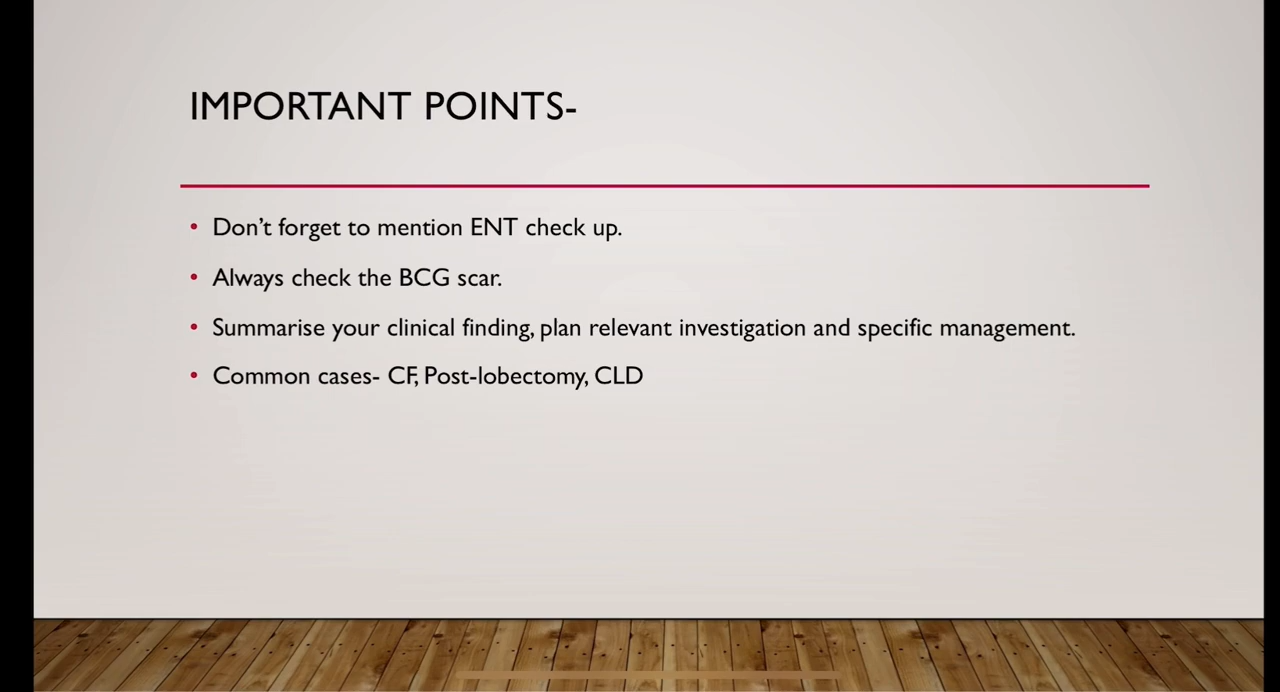 IMPORTANT POINTS-
• Don't forget to mention ENT check up.
• Always check the BCG scar.
• Summarise your clinical finding, plan relevant investigation and specific management.
• Common cases- CF, Post-lobectomy, CLD